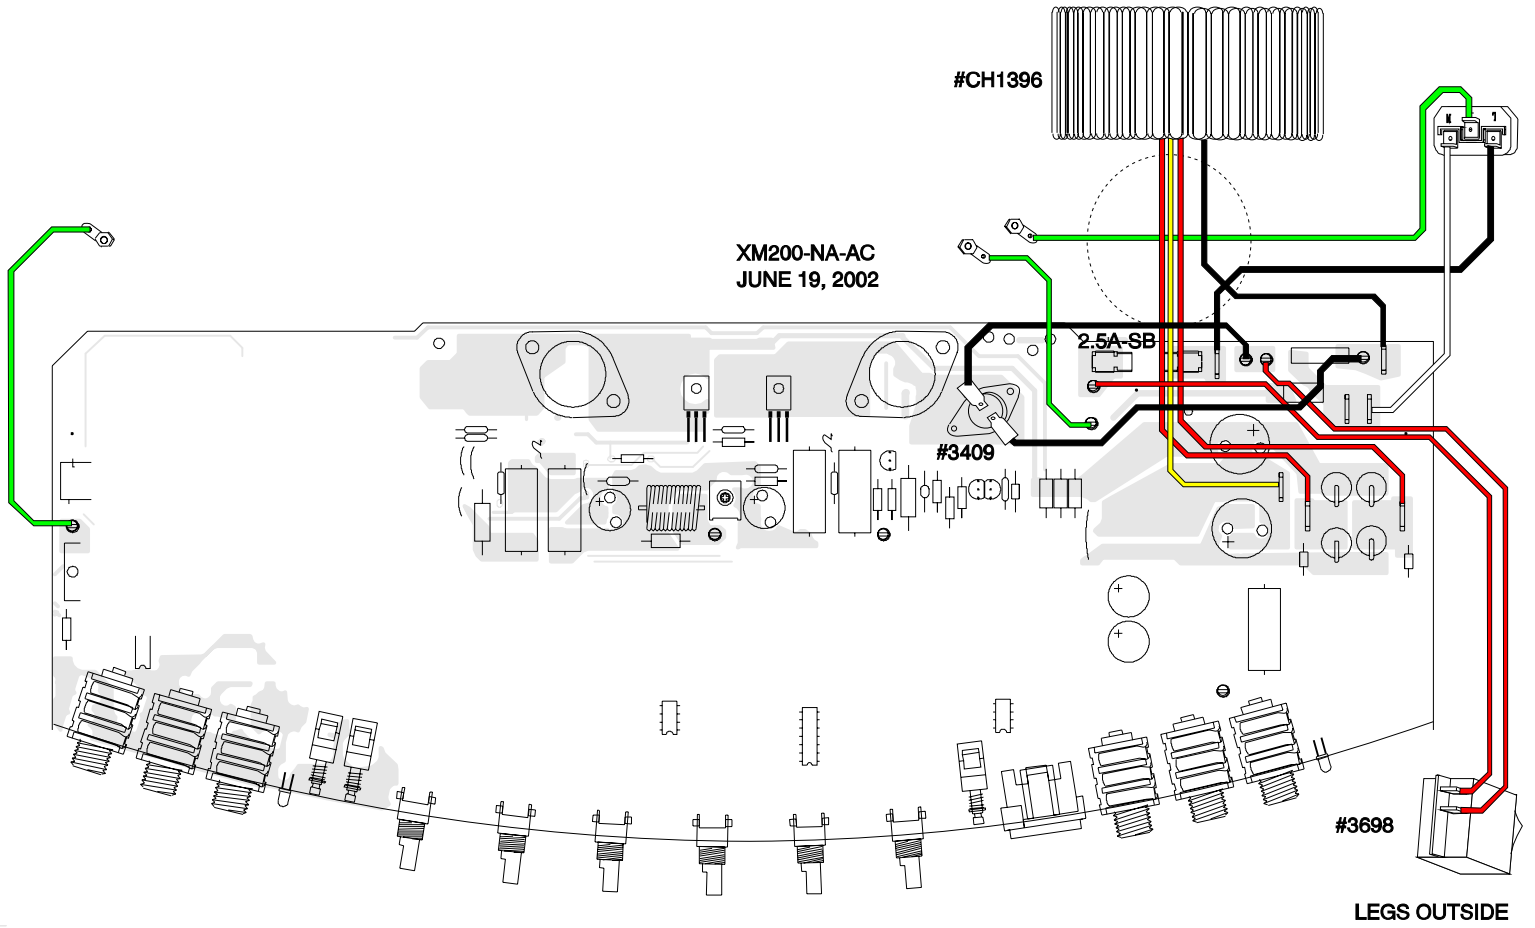 #CH1396
N L
XM200-NA-AC
JUNE 19, 2002
2.5A-SB
#3409
#3698
LEGS OUTSIDE